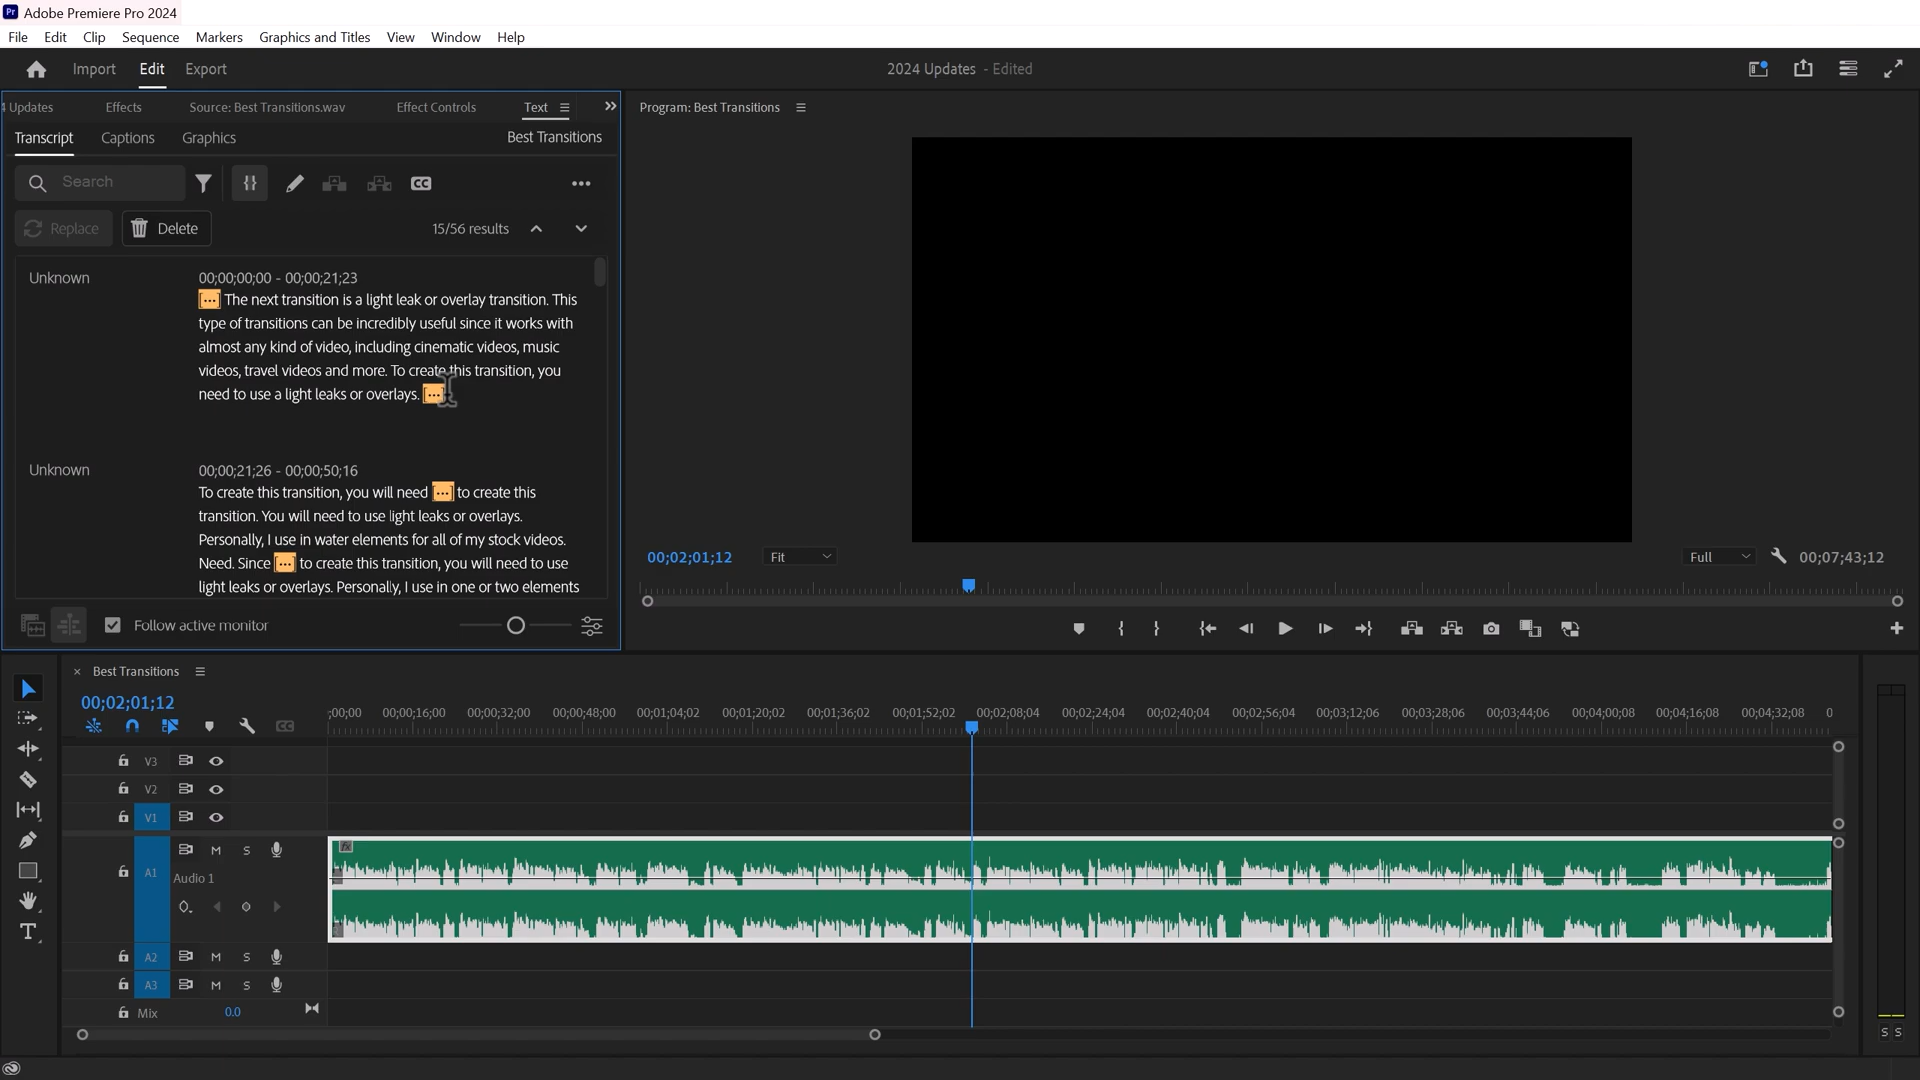 Adobe Premiere Pro 2024
File Edit Clip Sequence Markers Graphics and Titles View Window Help
Import Edit Export
2024 Updates - Edited
4 Updates Effects Source: Best Transitions.wav Effect Controls Text
Transcript Captions Graphics Best Transitions
Search
Replace Delete 15/56 results
Unknown 00;00;00;00 - 00;00;21;23
[...] The next transition is a light leak or overlay transition. This
type of transitions can be incredibly useful since it works with
almost any kind of video, including cinematic videos, music
videos, travel videos and more. To create this transition, you
need to use a light leaks or overlays. [...]
Unknown 00;00;21;26 - 00;00;50;16
To create this transition, you will need [...] to create this
transition. You will need to use light leaks or overlays.
Personally, I use in water elements for all of my stock videos.
Need. Since [...] to create this transition, you will need to use
light leaks or overlays. Personally, I use in one or two elements
Follow active monitor
Program: Best Transitions
00;02;01;12 Fit Full 00;07;43;12
Best Transitions
00;02;01;12
;00;00 00;00;16;00 00;00;32;00 00;00;48;00 00;01;04;02 00;01;20;02 00;01;36;02 00;01;52;02 00;02;08;04 00;02;24;04 00;02;40;04 00;02;56;04 00;03;12;06 00;03;28;06 00;03;44;06 00;04;00;08 00;04;16;08 00;04;32;08 0
V3
V2
V1
A1 M S
Audio 1
fx
A2 M S
A3 M S
Mix 0.0
S S